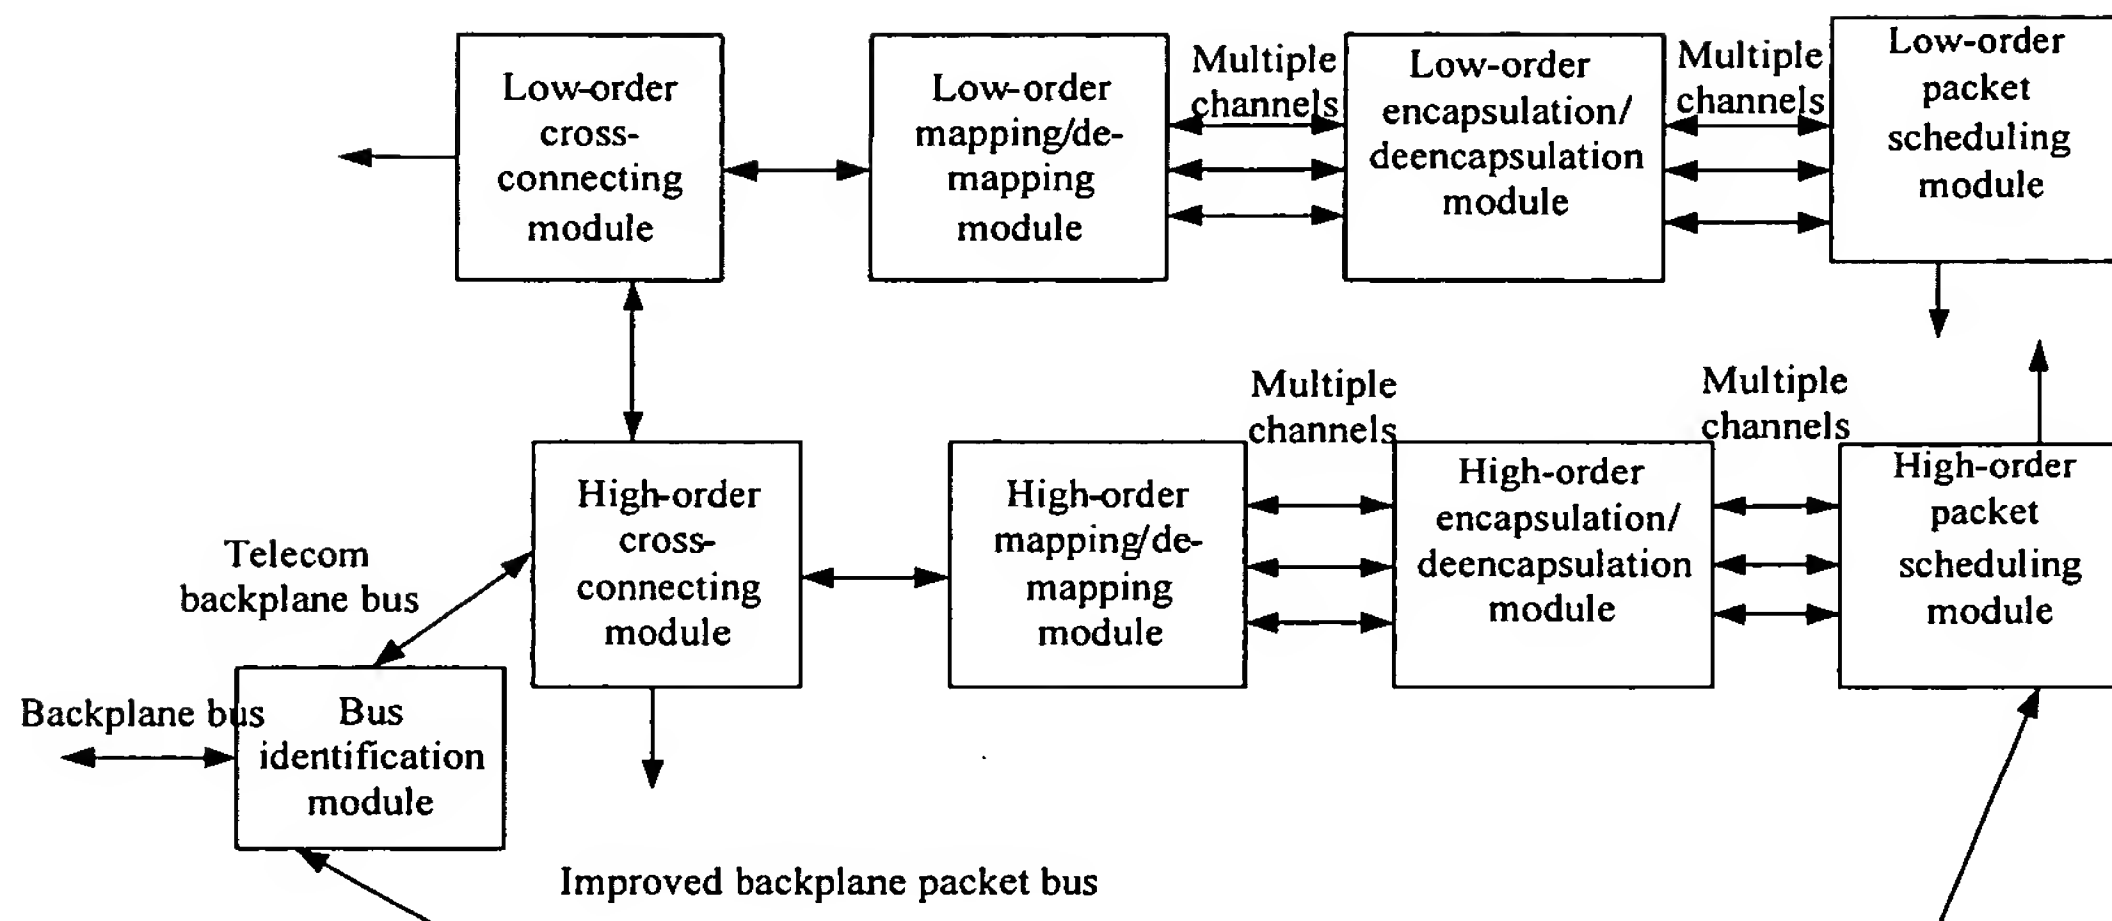 Low-order
cross-
connecting
module
Low-order
mapping/de-
mapping
module
Multiple
channels
Low-order
encapsulation/
deencapsulation
module
Multiple
channels
Low-order
packet
scheduling
module
High-order
cross-
connecting
module
High-order
mapping/de-
mapping
module
Multiple
channels
High-order
encapsulation/
deencapsulation
module
Multiple
channels
High-order
packet
scheduling
module
Telecom
backplane bus
Backplane bus
Bus
identification
module
Improved backplane packet bus